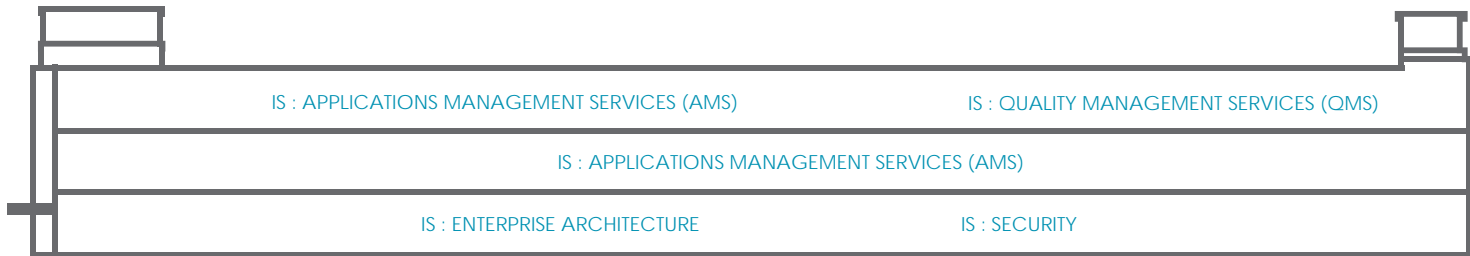 IS : APPLICATIONS MANAGEMENT SERVICES (AMS) IS : QUALITY MANAGEMENT SERVICES (QMS)
IS : APPLICATIONS MANAGEMENT SERVICES (AMS)
IS : ENTERPRISE ARCHITECTURE IS : SECURITY